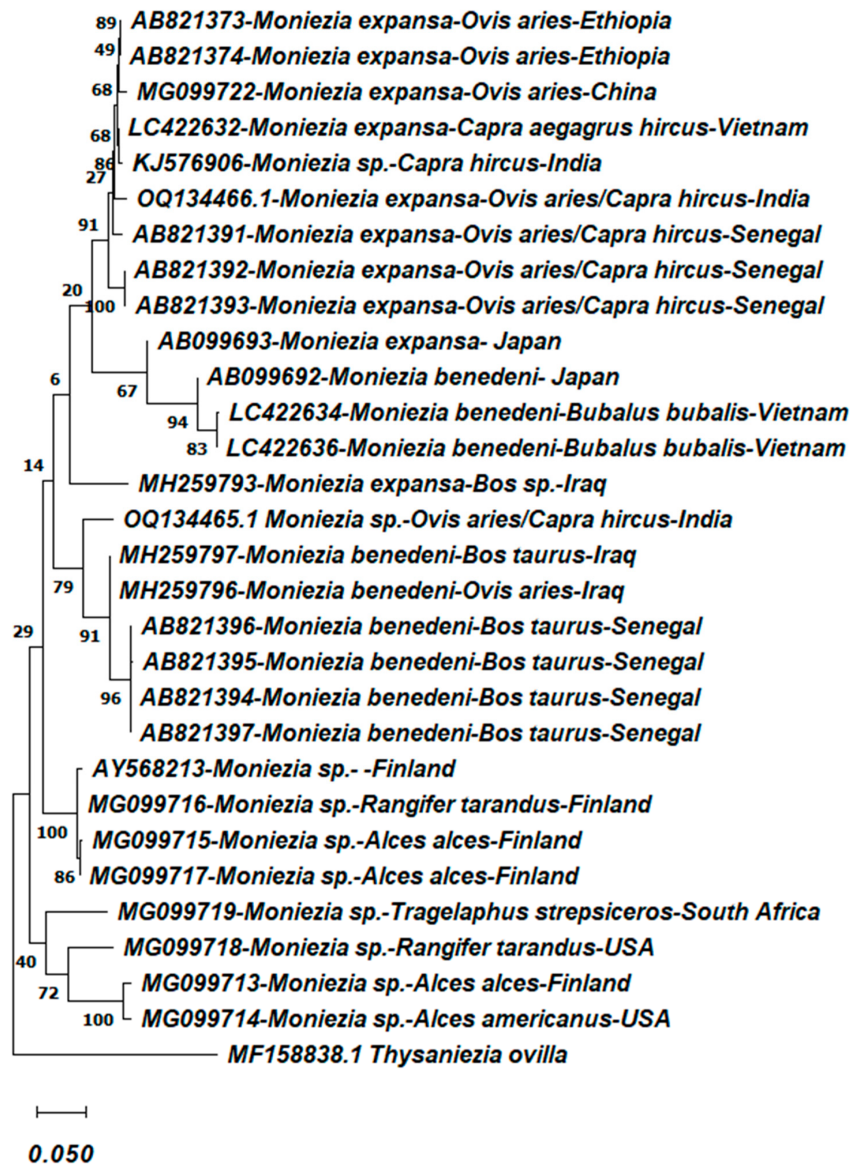 89 AB821373-Moniezia expansa-Ovis aries-Ethiopia
49 AB821374-Moniezia expansa-Ovis aries-Ethiopia
68 MG099722-Moniezia expansa-Ovis aries-China
LC422632-Moniezia expansa-Capra aegagrus hircus-Vietnam
68
86 KJ576906-Moniezia sp.-Capra hircus-India
27
OQ134466.1-Moniezia expansa-Ovis aries/Capra hircus-India
91 AB821391-Moniezia expansa-Ovis aries/Capra hircus-Senegal
AB821392-Moniezia expansa-Ovis aries/Capra hircus-Senegal
20
100 AB821393-Moniezia expansa-Ovis aries/Capra hircus-Senegal
AB099693-Moniezia expansa- Japan
6 67 AB099692-Moniezia benedeni- Japan
94 LC422634-Moniezia benedeni-Bubalus bubalis-Vietnam
83 LC422636-Moniezia benedeni-Bubalus bubalis-Vietnam
14
MH259793-Moniezia expansa-Bos sp.-Iraq
OQ134465.1 Moniezia sp.-Ovis aries/Capra hircus-India
MH259797-Moniezia benedeni-Bos taurus-Iraq
79 MH259796-Moniezia benedeni-Ovis aries-Iraq
29 91 AB821396-Moniezia benedeni-Bos taurus-Senegal
AB821395-Moniezia benedeni-Bos taurus-Senegal
96 AB821394-Moniezia benedeni-Bos taurus-Senegal
AB821397-Moniezia benedeni-Bos taurus-Senegal
AY568213-Moniezia sp.- -Finland
MG099716-Moniezia sp.-Rangifer tarandus-Finland
100 MG099715-Moniezia sp.-Alces alces-Finland
86 MG099717-Moniezia sp.-Alces alces-Finland
MG099719-Moniezia sp.-Tragelaphus strepsiceros-South Africa
40 MG099718-Moniezia sp.-Rangifer tarandus-USA
72 MG099713-Moniezia sp.-Alces alces-Finland
100 MG099714-Moniezia sp.-Alces americanus-USA
MF158838.1 Thysaniezia ovilla
0.050